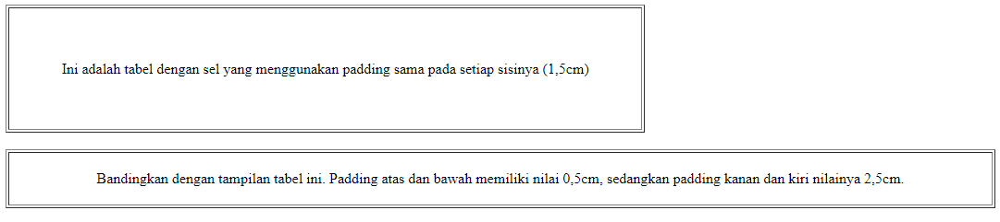 Ini adalah tabel dengan sel yang menggunakan padding sama pada setiap sisinya (1,5cm)
Bandingkan dengan tampilan tabel ini. Padding atas dan bawah memiliki nilai 0,5cm, sedangkan padding kanan dan kiri nilainya 2,5cm.